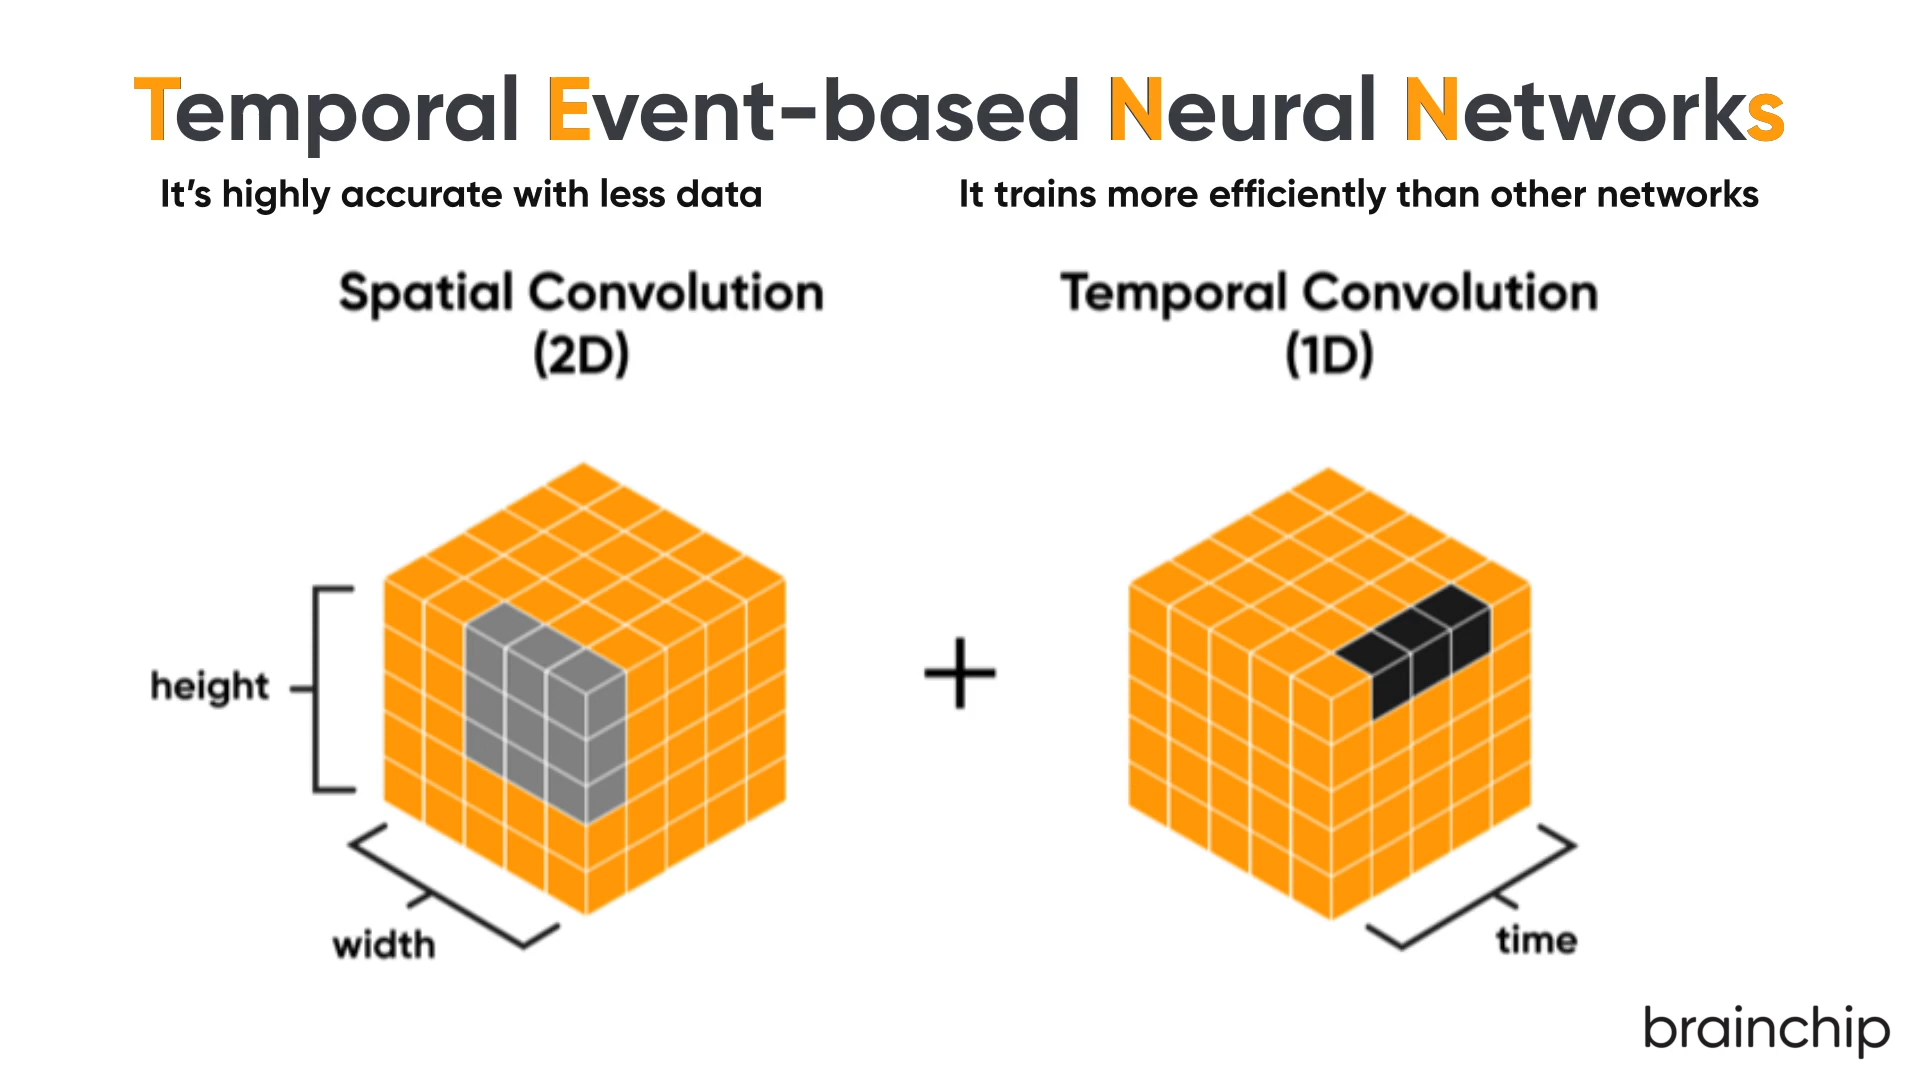 Temporal Event-based Neural Networks
It's highly accurate with less data
It trains more efficiently than other networks
Spatial Convolution
(2D)
Temporal Convolution
(1D)
height
width
time
brainchip